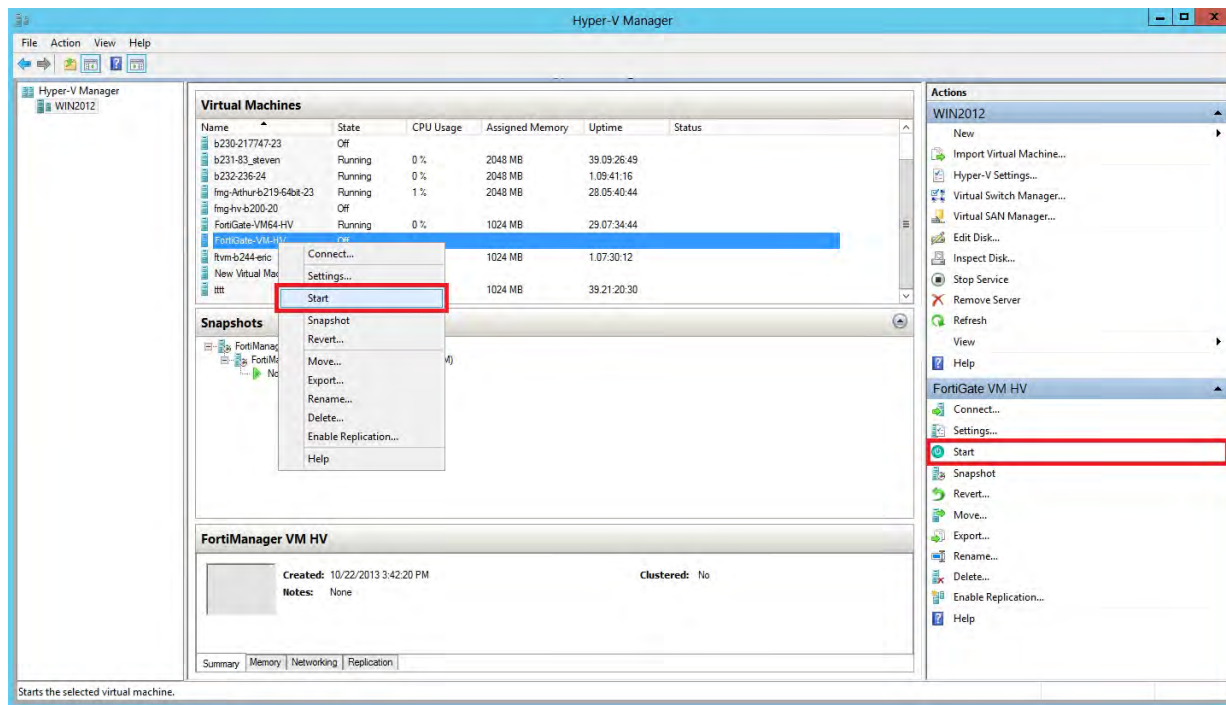 Hyper-V Manager
File Action View Help
Hyper-V Manager
WIN2012
Virtual Machines
Name State CPU Usage Assigned Memory Uptime Status
b230-217747-23 Off
b231-83_steven Running 0 % 2048 MB 39.09:26:49
b232-236-24 Running 0 % 2048 MB 1.09:41:16
fmg-Arthur-b219-64bit-23 Running 1 % 2048 MB 28.05:40:44
fmg-hv-b200-20 Off
FortiGate-VM64-HV Running 0 % 1024 MB 29.07:34:44
FortiGate-VM-HV Off
ftvm-b244-eric 1024 MB 1.07:30:12
New Virtual Mac
tttt 1024 MB 39.21:20:30
Connect...
Settings...
Start
Snapshot
Revert...
Move...
Export...
Rename...
Delete...
Enable Replication...
Help
Snapshots
FortiManag
FortiMa M)
No
FortiManager VM HV
Created: 10/22/2013 3:42:20 PM Clustered: No
Notes: None
Summary Memory Networking Replication
Actions
WIN2012
New
Import Virtual Machine...
Hyper-V Settings...
Virtual Switch Manager...
Virtual SAN Manager...
Edit Disk...
Inspect Disk...
Stop Service
Remove Server
Refresh
View
Help
FortiGate VM HV
Connect...
Settings...
Start
Snapshot
Revert...
Move...
Export...
Rename...
Delete...
Enable Replication...
Help
Starts the selected virtual machine.